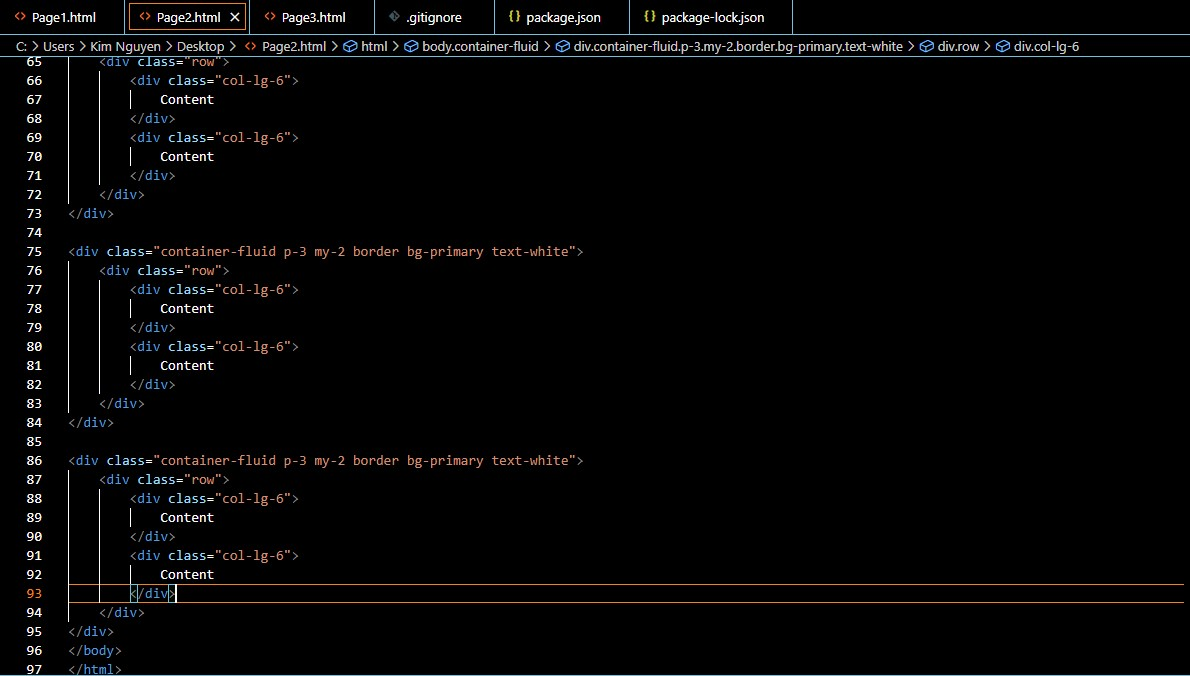 Page1.html Page2.html Page3.html .gitignore package.json package-lock.json
C: > Users > Kim Nguyen > Desktop > Page2.html > html > body.container-fluid > div.container-fluid.p-3.my-2.border.bg-primary.text-white > div.row > div.col-lg-6
65 <div class="row">
66 <div class="col-lg-6">
67 Content
68 </div>
69 <div class="col-lg-6">
70 Content
71 </div>
72 </div>
73 </div>
74
75 <div class="container-fluid p-3 my-2 border bg-primary text-white">
76 <div class="row">
77 <div class="col-lg-6">
78 Content
79 </div>
80 <div class="col-lg-6">
81 Content
82 </div>
83 </div>
84 </div>
85
86 <div class="container-fluid p-3 my-2 border bg-primary text-white">
87 <div class="row">
88 <div class="col-lg-6">
89 Content
90 </div>
91 <div class="col-lg-6">
92 Content
93 </div>
94 </div>
95 </div>
96 </body>
97 </html>